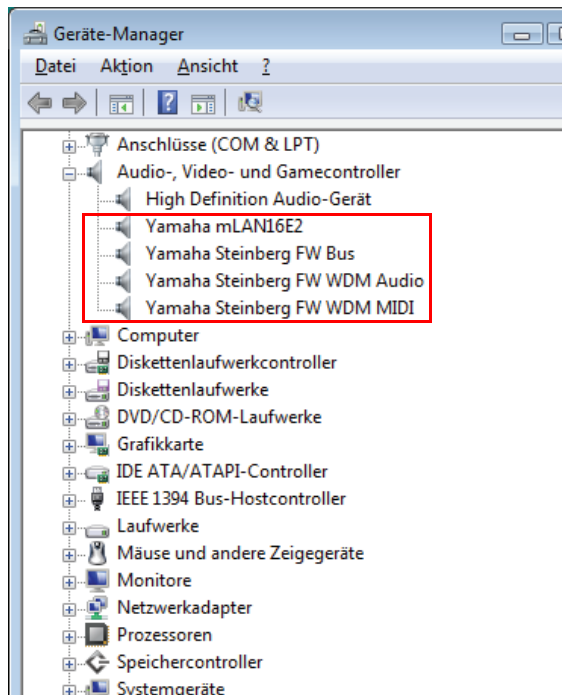 Geräte-Manager
Datei Aktion Ansicht ?
Anschlüsse (COM & LPT)
Audio-, Video- und Gamecontroller
High Definition Audio-Gerät
Yamaha mLAN16E2
Yamaha Steinberg FW Bus
Yamaha Steinberg FW WDM Audio
Yamaha Steinberg FW WDM MIDI
Computer
Diskettenlaufwerkcontroller
Diskettenlaufwerke
DVD/CD-ROM-Laufwerke
Grafikkarte
IDE ATA/ATAPI-Controller
IEEE 1394 Bus-Hostcontroller
Laufwerke
Mäuse und andere Zeigegeräte
Monitore
Netzwerkadapter
Prozessoren
Speichercontroller
Systemgeräte